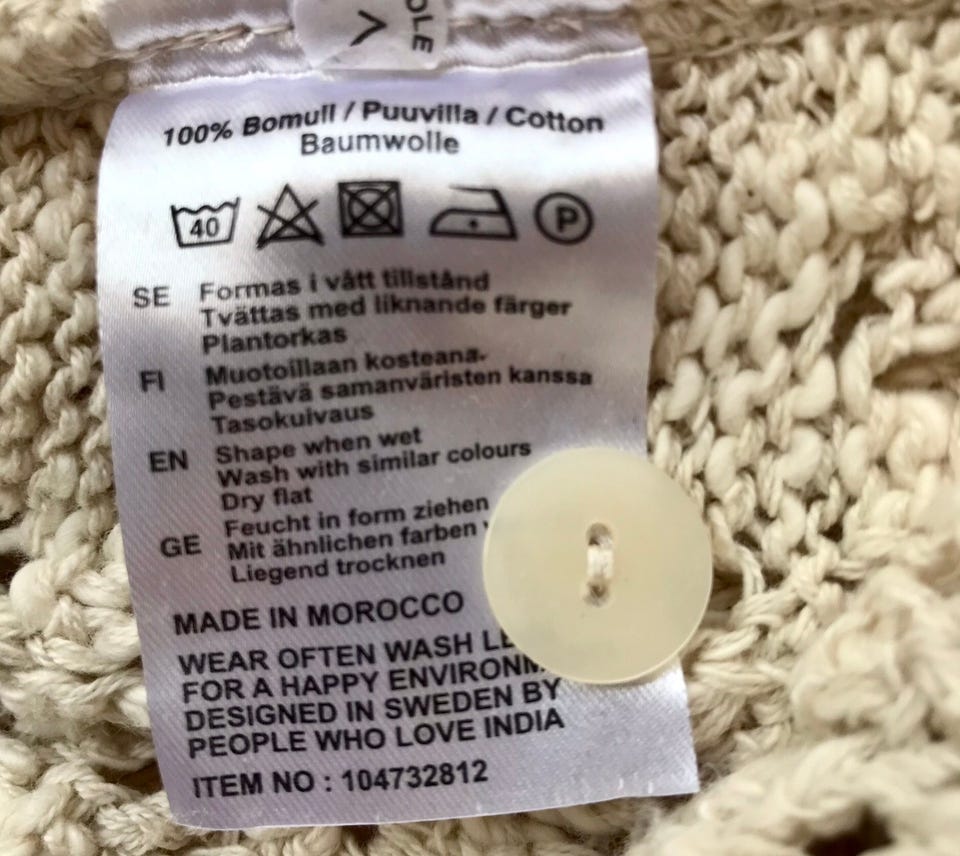 OLE
100% Bomull / Puuvilla / Cotton
Baumwolle
40
P
SE Formas i vått tillstånd
Tvättas med liknande färger
Plantorkas
FI Muotoillaan kosteana.
Pestävä samanväristen kanssa
Tasokuivaus
EN Shape when wet
Wash with similar colours
Dry flat
GE Feucht in form ziehen
Mit ähnlichen farben
Liegend trocknen
MADE IN MOROCCO
WEAR OFTEN WASH
FOR A HAPPY
DESIGNED IN SWEDEN BY
PEOPLE WHO LOVE INDIA
ITEM NO : 104732812